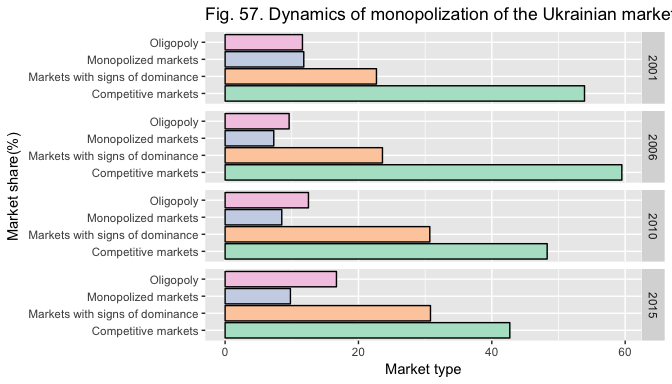 Fig. 57. Dynamics of monopolization of the Ukrainian market
Market share(%)
Oligopoly
Monopolized markets
Markets with signs of dominance
Competitive markets
2001
Oligopoly
Monopolized markets
Markets with signs of dominance
Competitive markets
2006
Oligopoly
Monopolized markets
Markets with signs of dominance
Competitive markets
2010
Oligopoly
Monopolized markets
Markets with signs of dominance
Competitive markets
2015
0 20 40 60
Market type